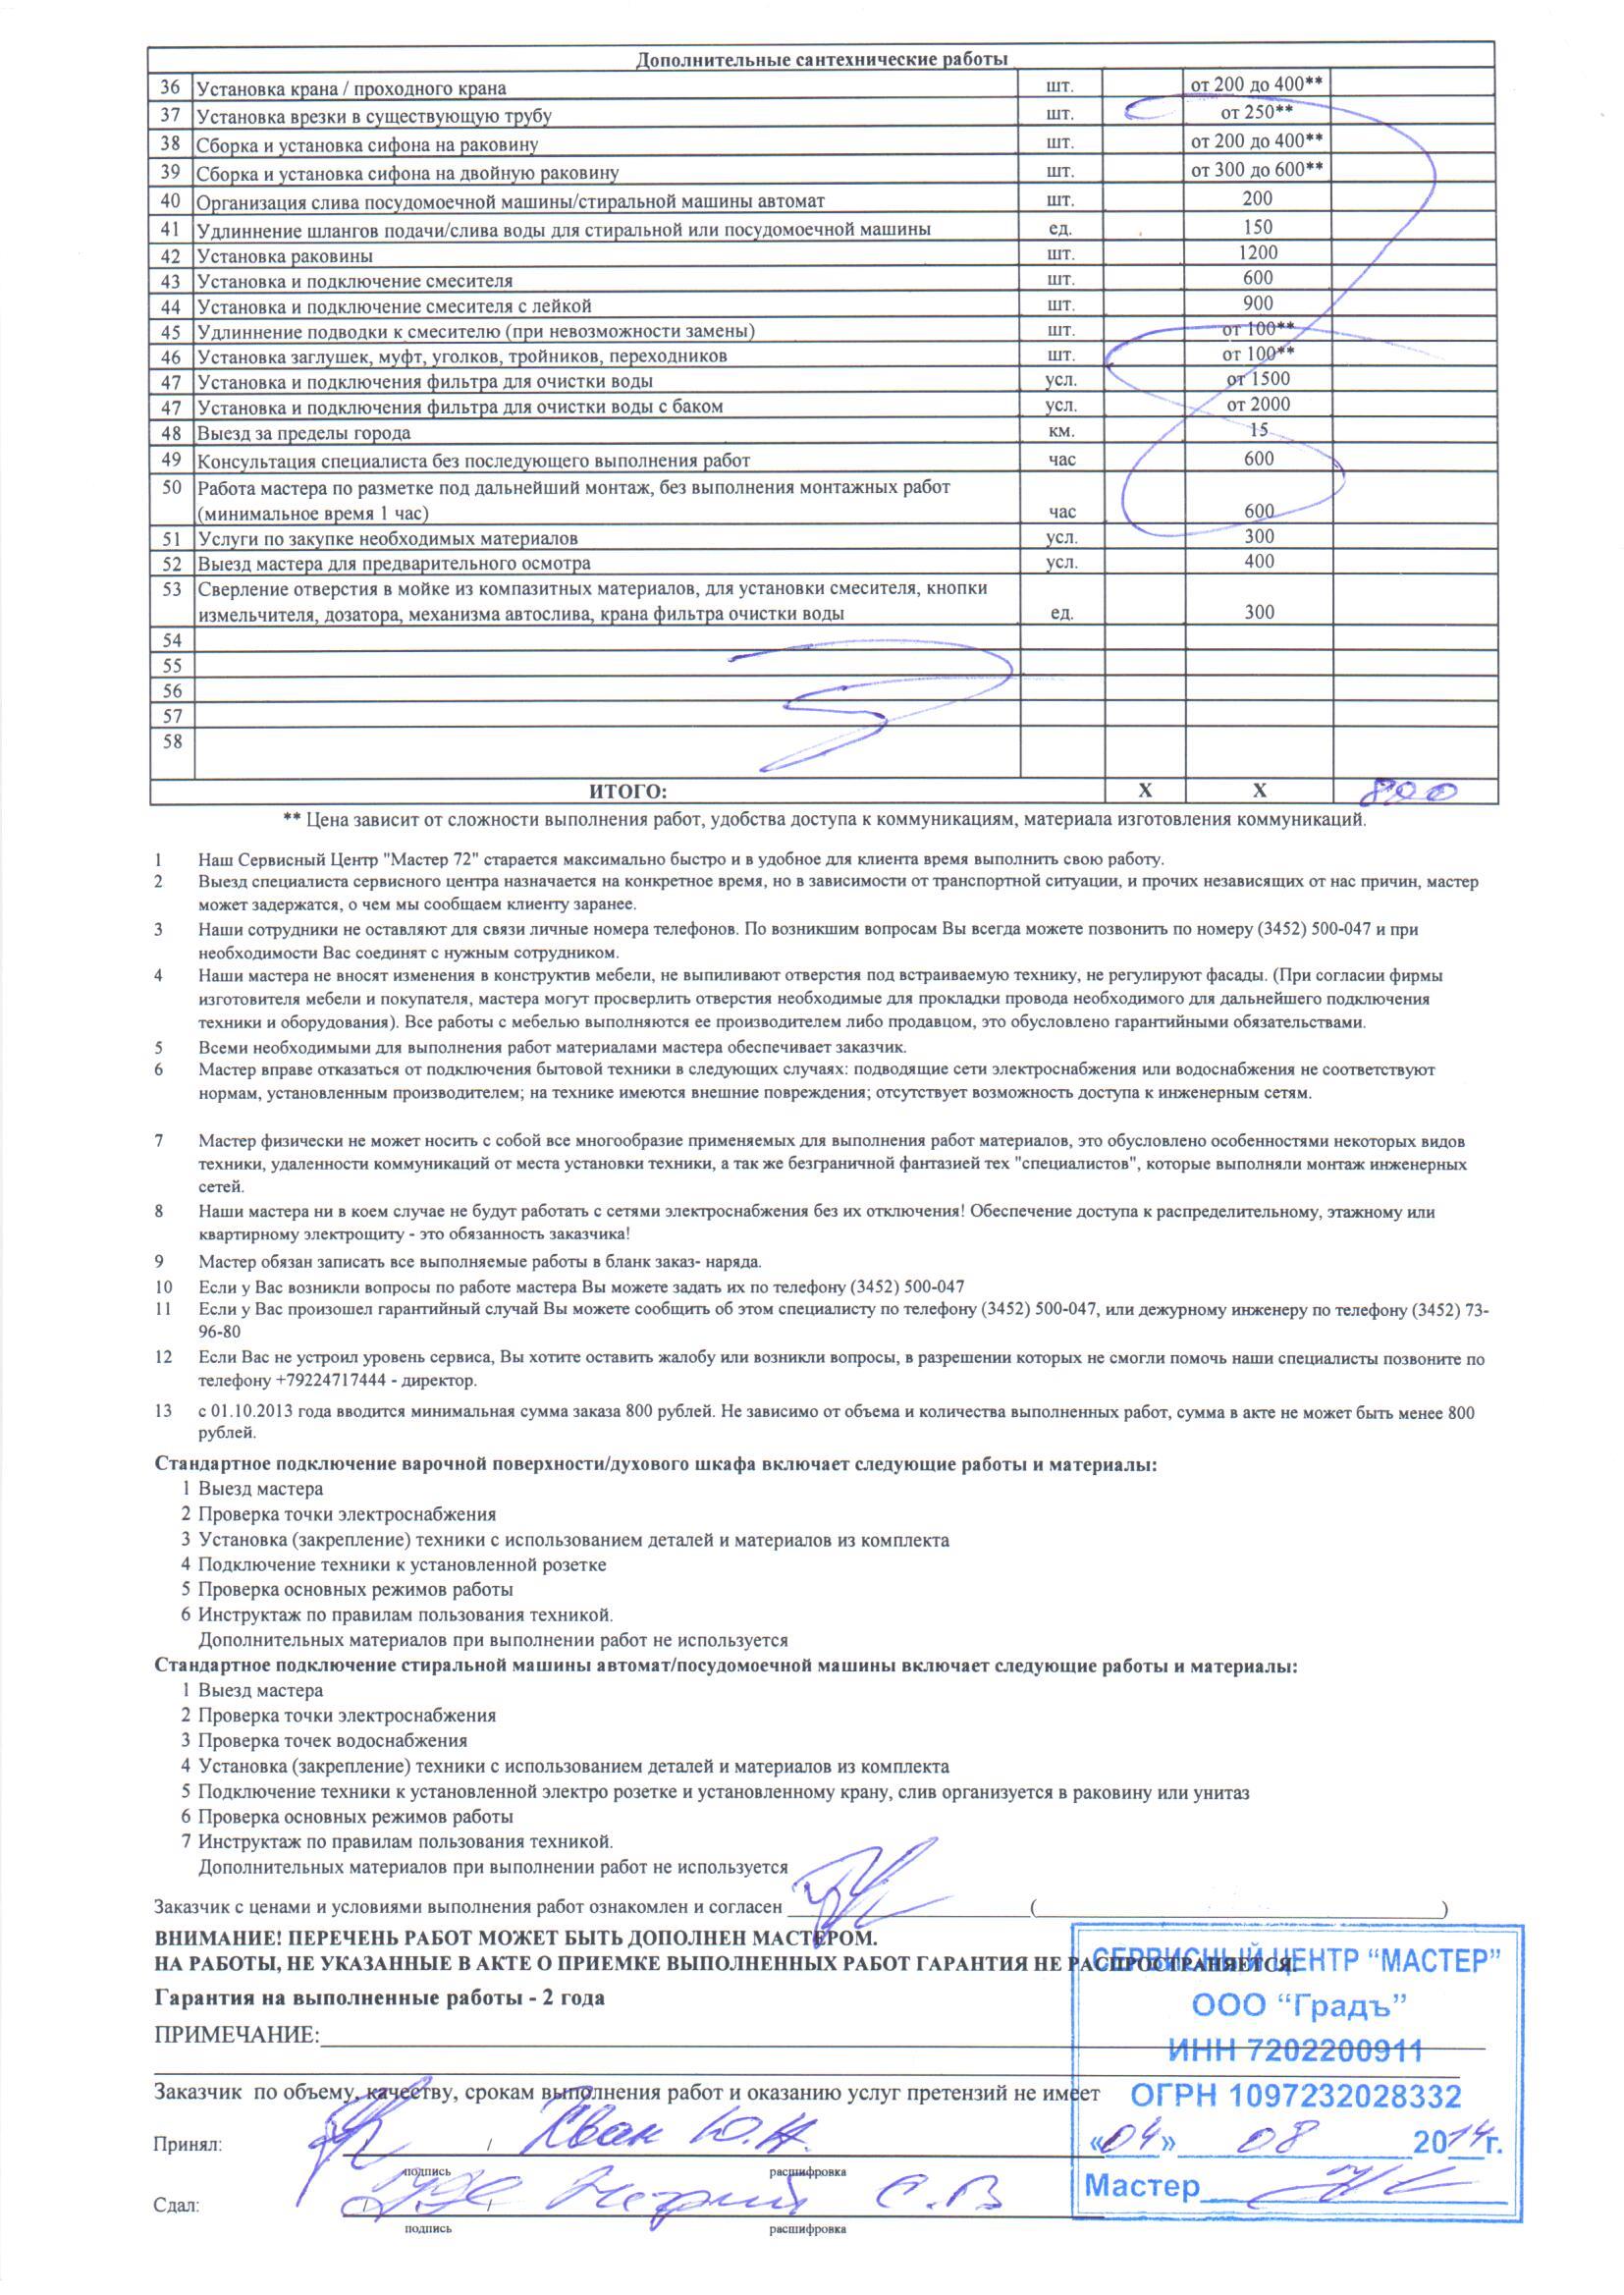 Дополнительные сантехнические работы
36 Установка крана / проходного крана шт. от 200 до 400**
37 Установка врезки в существующую трубу шт. от 250**
38 Сборка и установка сифона на раковину шт. от 200 до 400**
39 Сборка и установка сифона на двойную раковину шт. от 300 до 600**
40 Организация слива посудомоечной машины/стиральной машины автомат шт. 200
41 Удлиннение шлангов подачи/слива воды для стиральной или посудомоечной машины ед. 150
42 Установка раковины шт. 1200
43 Установка и подключение смесителя шт. 600
44 Установка и подключение смесителя с лейкой шт. 900
45 Удлиннение подводки к смесителю (при невозможности замены) шт. от 100**
46 Установка заглушек, муфт, уголков, тройников, переходников шт. от 100**
47 Установка и подключения фильтра для очистки воды усл. от 1500
47 Установка и подключения фильтра для очистки воды с баком усл. от 2000
48 Выезд за пределы города км. 15
49 Консультация специалиста без последующего выполнения работ час 600
50 Работа мастера по разметке под дальнейший монтаж, без выполнения монтажных работ
(минимальное время 1 час) час 600
51 Услуги по закупке необходимых материалов усл. 300
52 Выезд мастера для предварительного осмотра усл. 400
53 Сверление отверстия в мойке из компазитных материалов, для установки смесителя, кнопки
измельчителя, дозатора, механизма автослива, крана фильтра очистки воды ед. 300
54
55
56
57
58
ИТОГО: X X 800
** Цена зависит от сложности выполнения работ, удобства доступа к коммуникациям, материала изготовления коммуникаций.
1 Наш Сервисный Центр "Мастер 72" старается максимально быстро и в удобное для клиента время выполнить свою работу.
2 Выезд специалиста сервисного центра назначается на конкретное время, но в зависимости от транспортной ситуации, и прочих независящих от нас причин, мастер
может задержатся, о чем мы сообщаем клиенту заранее.
3 Наши сотрудники не оставляют для связи личные номера телефонов. По возникшим вопросам Вы всегда можете позвонить по номеру (3452) 500-047 и при
необходимости Вас соединят с нужным сотрудником.
4 Наши мастера не вносят изменения в конструктив мебели, не выпиливают отверстия под встраиваемую технику, не регулируют фасады. (При согласии фирмы
изготовителя мебели и покупателя, мастера могут просверлить отверстия необходимые для прокладки провода необходимого для дальнейшего подключения
техники и оборудования). Все работы с мебелью выполняются ее производителем либо продавцом, это обусловлено гарантийными обязательствами.
5 Всеми необходимыми для выполнения работ материалами мастера обеспечивает заказчик.
6 Мастер вправе отказаться от подключения бытовой техники в следующих случаях: подводящие сети электроснабжения или водоснабжения не соответствуют
нормам, установленным производителем; на технике имеются внешние повреждения; отсутствует возможность доступа к инженерным сетям.
7 Мастер физически не может носить с собой все многообразие применяемых для выполнения работ материалов, это обусловлено особенностями некоторых видов
техники, удаленности коммуникаций от места установки техники, а так же безграничной фантазией тех "специалистов", которые выполняли монтаж инженерных
сетей.
8 Наши мастера ни в коем случае не будут работать с сетями электроснабжения без их отключения! Обеспечение доступа к распределительному, этажному или
квартирному электрощиту - это обязанность заказчика!
9 Мастер обязан записать все выполняемые работы в бланк заказ- наряда.
10 Если у Вас возникли вопросы по работе мастера Вы можете задать их по телефону (3452) 500-047
11 Если у Вас произошел гарантийный случай Вы можете сообщить об этом специалисту по телефону (3452) 500-047, или дежурному инженеру по телефону (3452) 73-
96-80
12 Если Вас не устроил уровень сервиса, Вы хотите оставить жалобу или возникли вопросы, в разрешении которых не смогли помочь наши специалисты позвоните по
телефону +79224717444 - директор.
13 с 01.10.2013 года вводится минимальная сумма заказа 800 рублей. Не зависимо от объема и количества выполненных работ, сумма в акте не может быть менее 800
рублей.
Стандартное подключение варочной поверхности/духового шкафа включает следующие работы и материалы:
1 Выезд мастера
2 Проверка точки электроснабжения
3 Установка (закрепление) техники с использованием деталей и материалов из комплекта
4 Подключение техники к установленной розетке
5 Проверка основных режимов работы
6 Инструктаж по правилам пользования техникой.
Дополнительных материалов при выполнении работ не используется
Стандартное подключение стиральной машины автомат/посудомоечной машины включает следующие работы и материалы:
1 Выезд мастера
2 Проверка точки электроснабжения
3 Проверка точек водоснабжения
4 Установка (закрепление) техники с использованием деталей и материалов из комплекта
5 Подключение техники к установленной электро розетке и установленному крану, слив организуется в раковину или унитаз
6 Проверка основных режимов работы
7 Инструктаж по правилам пользования техникой.
Дополнительных материалов при выполнении работ не используется
Заказчик с ценами и условиями выполнения работ ознакомлен и согласен ( )
ВНИМАНИЕ! ПЕРЕЧЕНЬ РАБОТ МОЖЕТ БЫТЬ ДОПОЛНЕН МАСТЕРОМ.
НА РАБОТЫ, НЕ УКАЗАННЫЕ В АКТЕ О ПРИЕМКЕ ВЫПОЛНЕННЫХ РАБОТ ГАРАНТИЯ НЕ РАСПРОСТРАНЯЕТСЯ.
СЕРВИСНЫЙ ЦЕНТР "МАСТЕР"
Гарантия на выполненные работы - 2 года
ООО "Градъ"
ПРИМЕЧАНИЕ:
ИНН 7202200911
Заказчик по объему, качеству, срокам выполнения работ и оказанию услуг претензий не имеет
ОГРН 1097232028332
Принял: / Кван Ю.Н.
«04» 08 2014г.
подпись расшифровка
Мастер
Сдал: / / С.В
подпись расшифровка